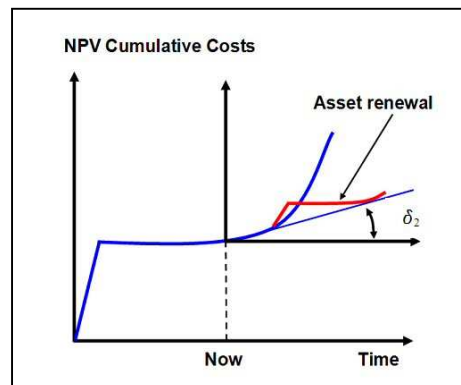 NPV Cumulative Costs
Asset renewal
δ₂
Now
Time